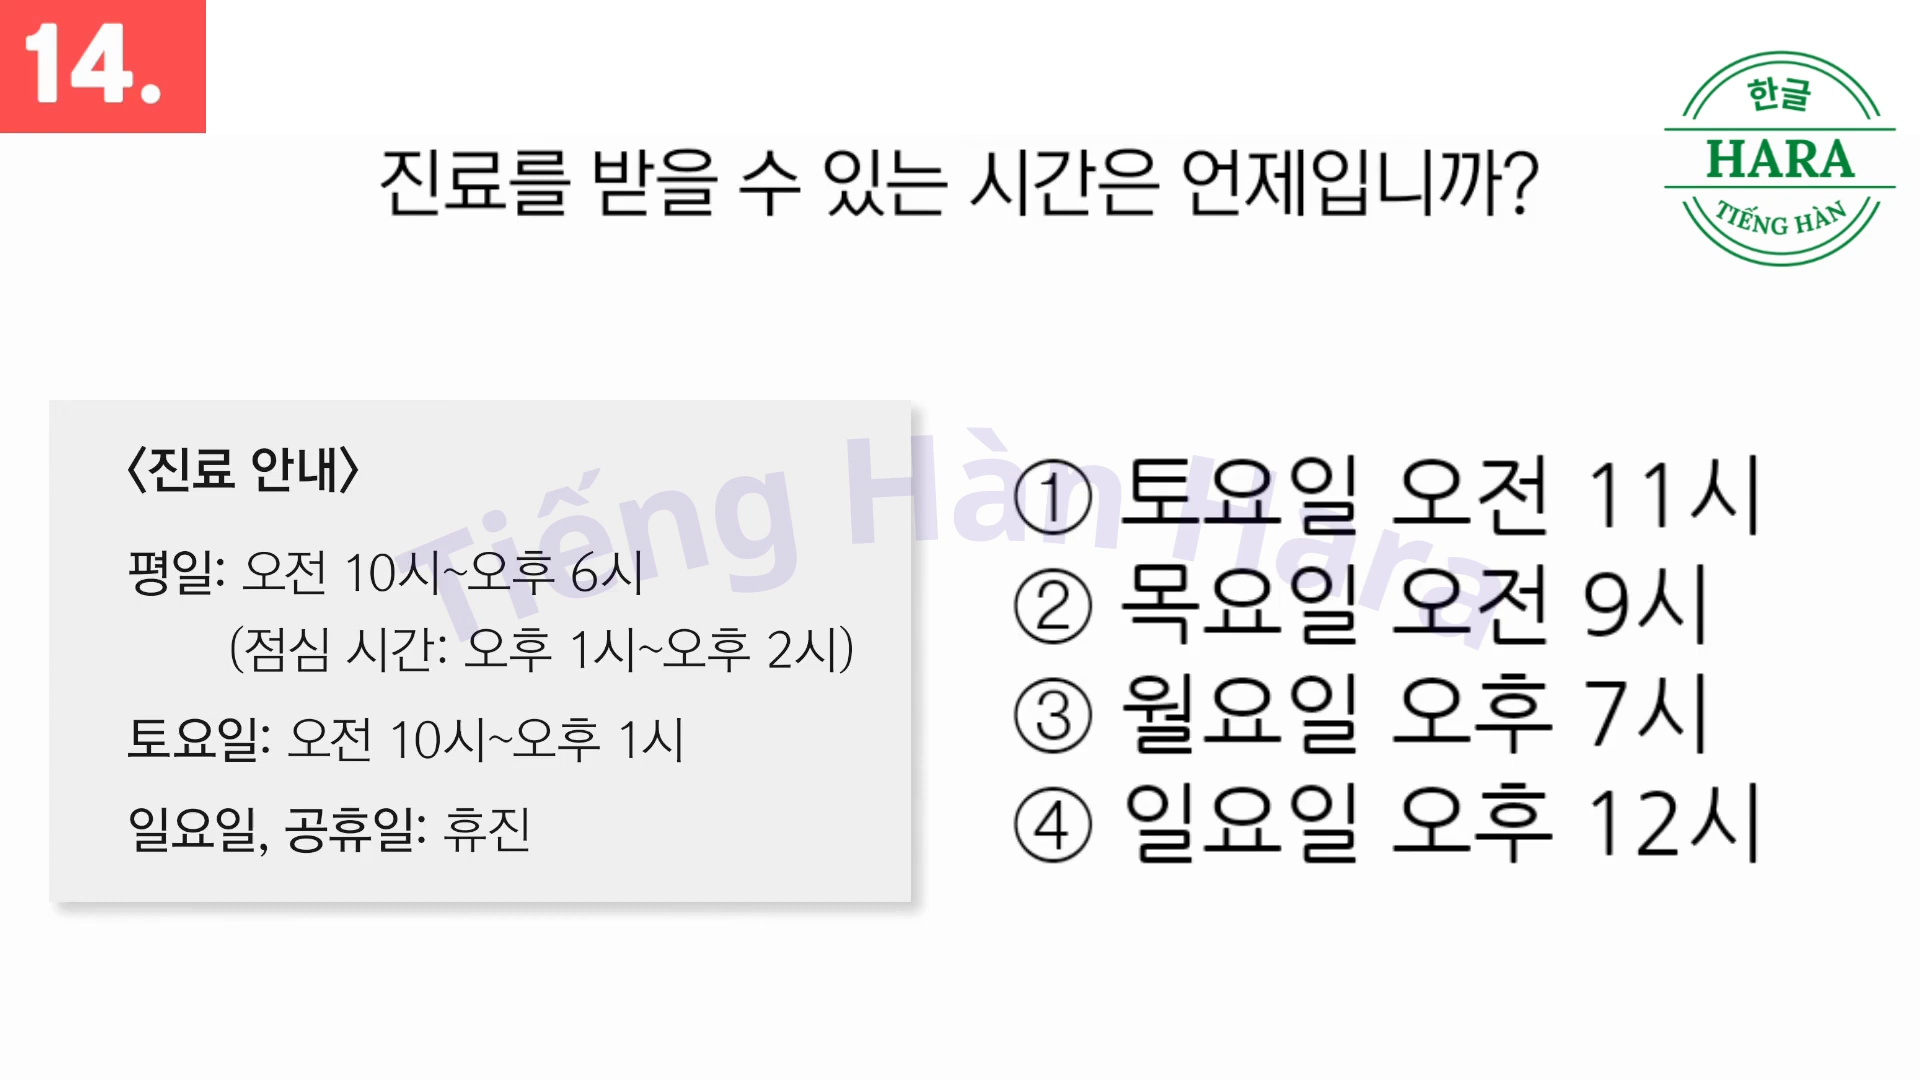 14.
한글
HARA
TIẾNG HÀN
진료를 받을 수 있는 시간은 언제입니까?
<진료 안내>
평일: 오전 10시~오후 6시
(점심 시간: 오후 1시~오후 2시)
토요일: 오전 10시~오후 1시
일요일, 공휴일: 휴진
① 토요일 오전 11시
② 목요일 오전 9시
③ 월요일 오후 7시
④ 일요일 오후 12시
Tiếng Hàn Hara